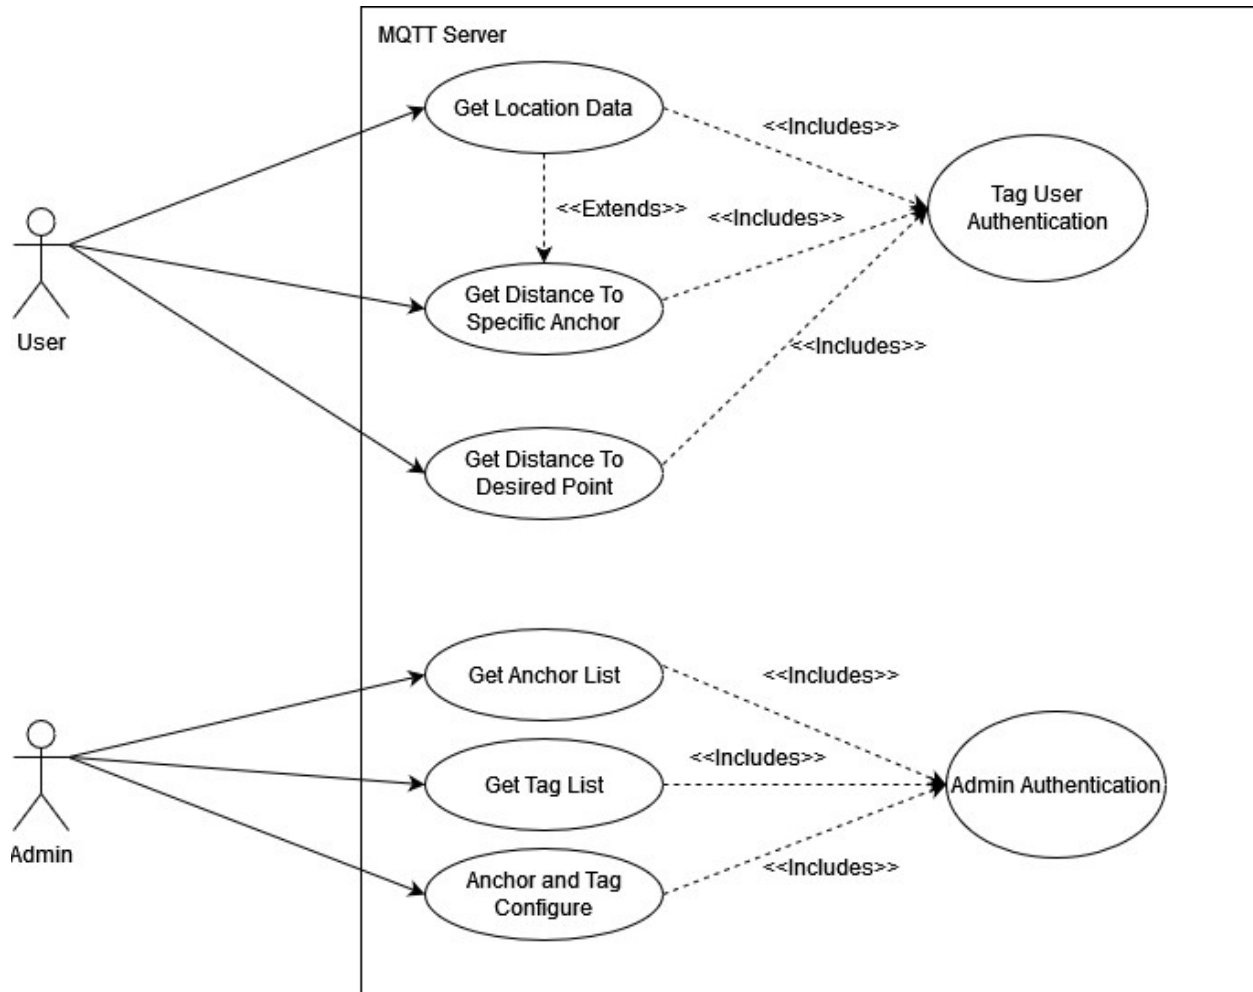 MQTT Server
Get Location Data
<<Includes>>
Tag User
Authentication
<<Extends>>
<<Includes>>
Get Distance To
Specific Anchor
User
<<Includes>>
Get Distance To
Desired Point
Get Anchor List
<<Includes>>
<<Includes>>
Get Tag List
Admin Authentication
Admin
<<Includes>>
Anchor and Tag
Configure